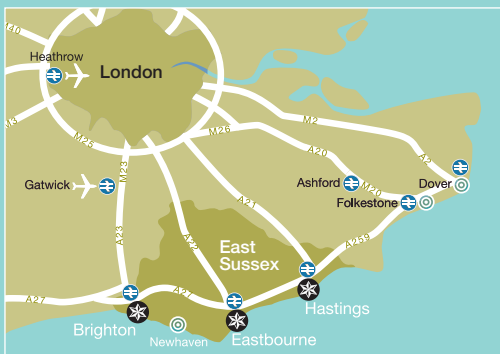 M40
Heathrow
London
M3
M25
M26
M2
M23
A20
A2
Gatwick
Ashford
M20
Dover
Folkestone
A21
A23
A22
East
Sussex
A259
A27
A27
Hastings
Brighton
Newhaven
Eastbourne